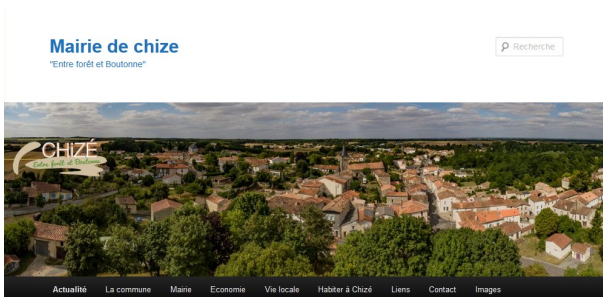 Mairie de chize
"Entre forêt et Boutonne"
Recherche
CHiZÉ
Entre forêt et Boutonne
Actualité La commune Mairie Economie Vie locale Habiter à Chizé Liens Contact Images